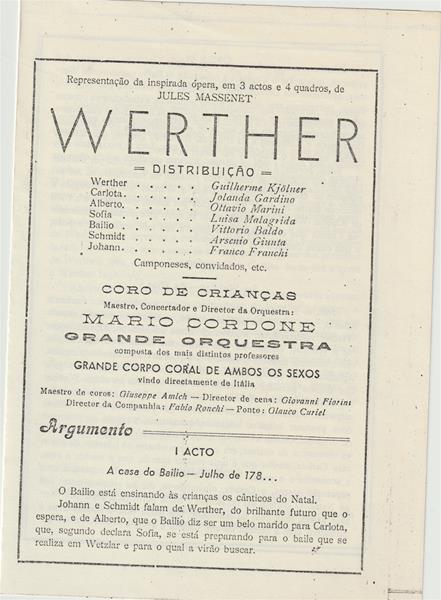 Representação da inspirada ópera, em 3 actos e 4 quadros, de
JULES MASSENET
WERTHER
= DISTRIBUIÇÃO =
Werther . . . . . Guilherme Kjölner
Carlota. . . . . . Jolanda Gardino
Alberto. . . . . . Ottavio Marini
Sofia . . . . . . Luisa Malagrida
Bailio . . . . . . Vittorio Baldo
Schmidt . . . . . Arsenio Giunta
Johann. . . . . . Franco Franchi
Camponeses, convidados, etc.
CORO DE CRIANÇAS
Maestro, Concertador e Director da Orquestra:
MARIO CORDONE
GRANDE ORQUESTRA
composta dos mais distintos professores
GRANDE CORPO CORAL DE AMBOS OS SEXOS
vindo directamente de Itália
Maestro de coros: Giuseppe Amich — Director de cena: Giovanni Fiorini
Director da Companhia: Fabio Ronchi — Ponto: Glauco Curiel
Argumento
I ACTO
A casa do Bailio — Julho de 178...
O Bailio está ensinando às crianças os cânticos do Natal.
Johann e Schmidt falam de Werther, do brilhante futuro que o
espera, e de Alberto, que o Bailio diz ser um belo marido para Carlota,
que, segundo declara Sofia, se está preparando para o baile que se
realiza em Wetzlar e para o qual a virão buscar.